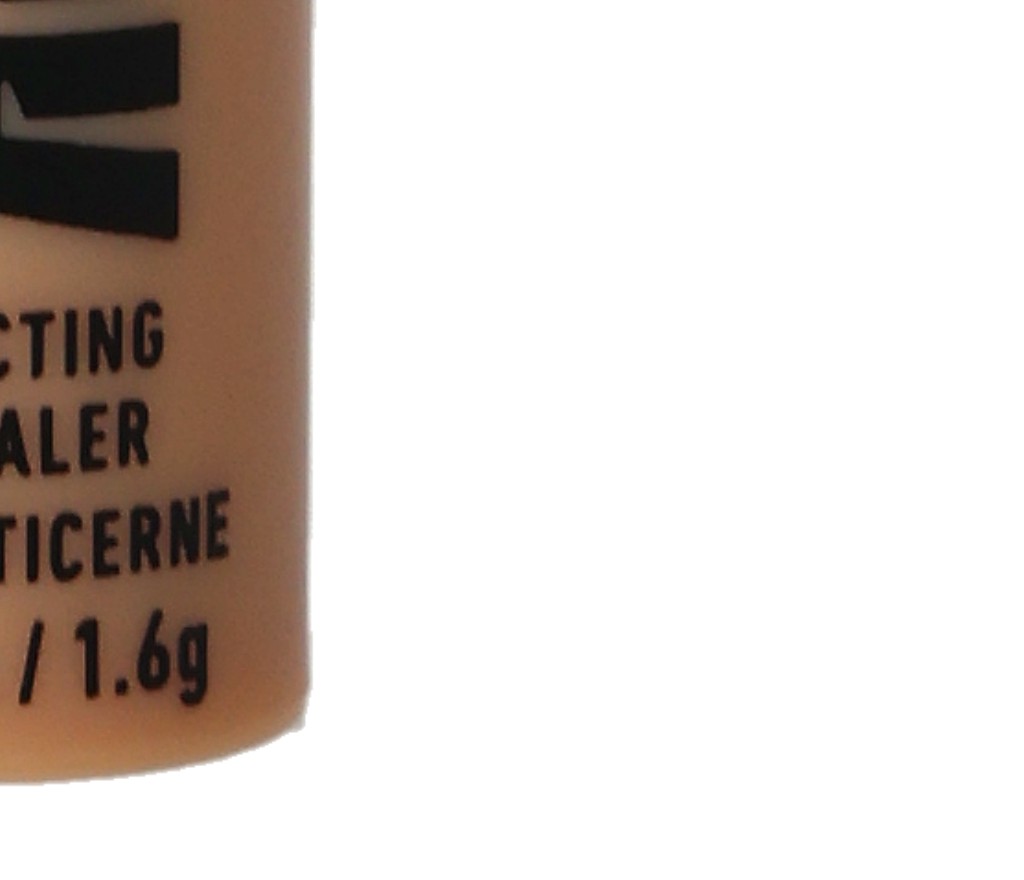 CTING
ALER
TICERNE
/ 1.6g